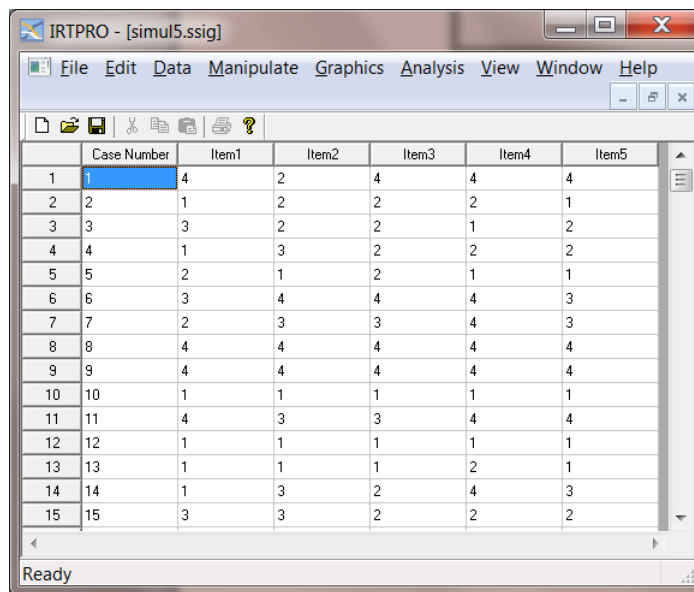 IRTPRO - [simul5.ssig]
File Edit Data Manipulate Graphics Analysis View Window Help
Case Number Item1 Item2 Item3 Item4 Item5
1 1 4 2 4 4 4
2 2 1 2 2 2 1
3 3 3 2 2 1 2
4 4 1 3 2 2 2
5 5 2 1 2 1 1
6 6 3 4 4 4 3
7 7 2 3 3 4 3
8 8 4 4 4 4 4
9 9 4 4 4 4 4
10 10 1 1 1 1 1
11 11 4 3 3 4 4
12 12 1 1 1 1 1
13 13 1 1 1 2 1
14 14 1 3 2 4 3
15 15 3 3 2 2 2
Ready